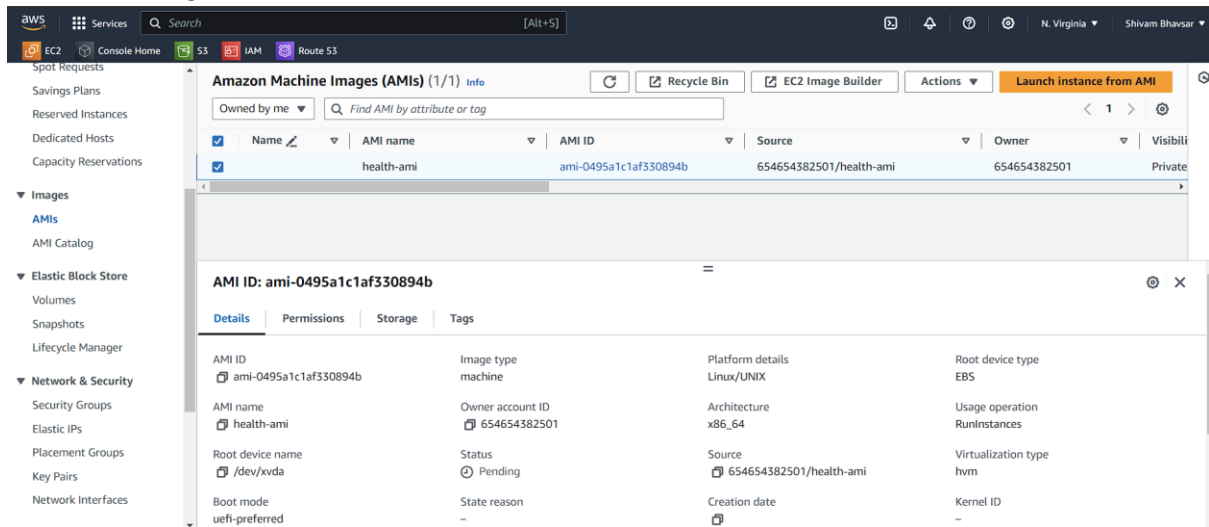 aws Services Search [Alt+S] N. Virginia Shivam Bhavsar
EC2 Console Home S3 IAM Route 53
Spot Requests
Savings Plans
Reserved Instances
Dedicated Hosts
Capacity Reservations
Images
AMIs
AMI Catalog
Elastic Block Store
Volumes
Snapshots
Lifecycle Manager
Network & Security
Security Groups
Elastic IPs
Placement Groups
Key Pairs
Network Interfaces
Amazon Machine Images (AMIs) (1/1) Info Recycle Bin EC2 Image Builder Actions Launch instance from AMI
Owned by me Find AMI by attribute or tag 1
Name AMI name AMI ID Source Owner Visibili
health-ami ami-0495a1c1af330894b 654654382501/health-ami 654654382501 Private
AMI ID: ami-0495a1c1af330894b
Details Permissions Storage Tags
AMI ID Image type Platform details Root device type
ami-0495a1c1af330894b machine Linux/UNIX EBS
AMI name Owner account ID Architecture Usage operation
health-ami 654654382501 x86_64 RunInstances
Root device name Status Source Virtualization type
/dev/xvda Pending 654654382501/health-ami hvm
Boot mode State reason Creation date Kernel ID
uefi-preferred – –